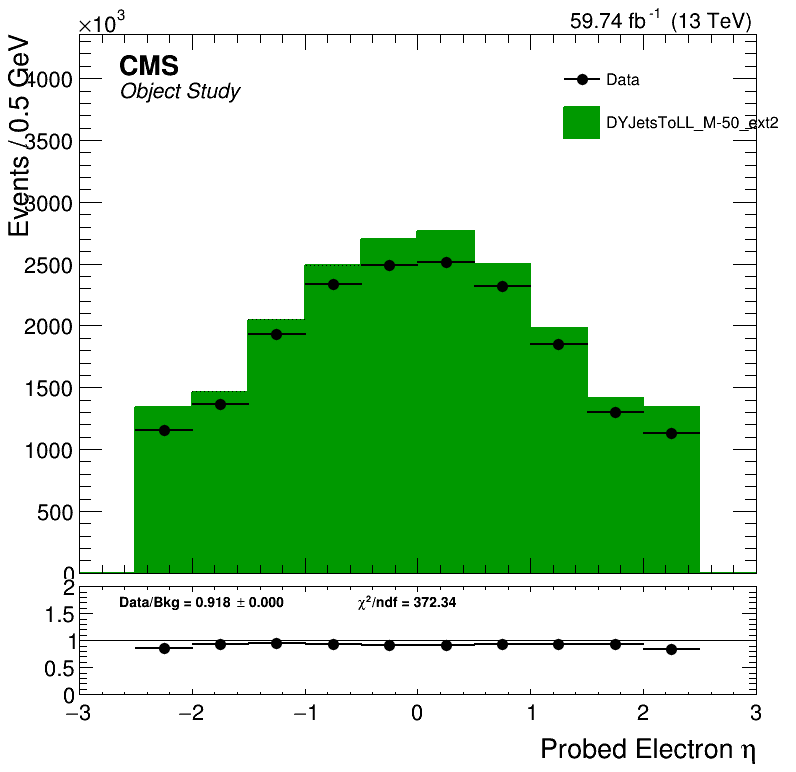 ×10³
59.74 fb⁻¹ (13 TeV)
Events / 0.5 GeV
CMS
Object Study
Data
DYJetsToLL_M-50_ext2
4000
3500
3000
2500
2000
1500
1000
500
0
Data/Bkg = 0.918 ± 0.000
χ²/ndf = 372.34
2
1.5
1
0.5
0
−3 −2 −1 0 1 2 3
Probed Electron η